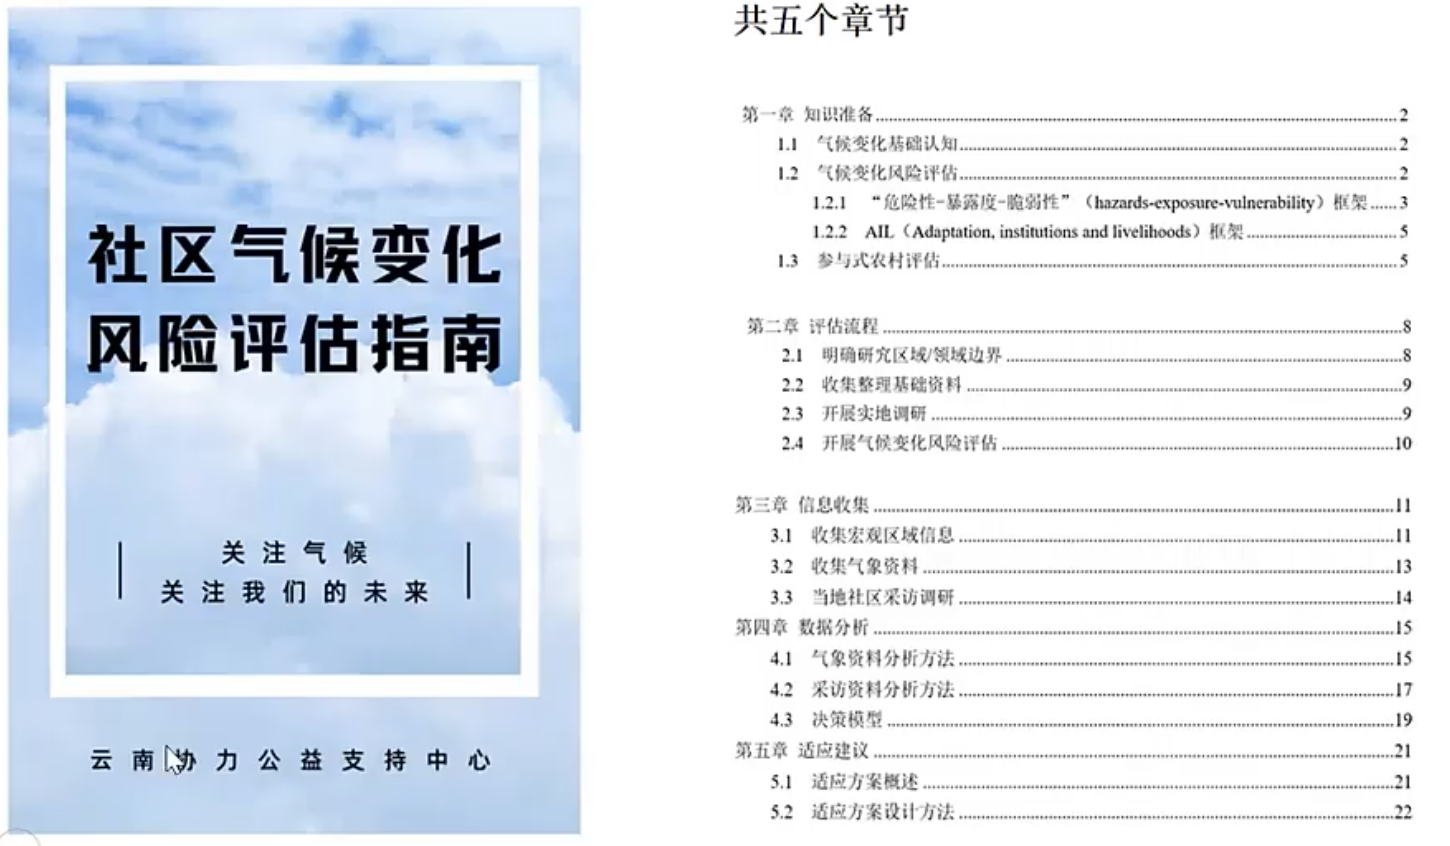 社区气候变化
风险评估指南
关注气候
关注我们的未来
云南协力公益支持中心
共五个章节
第一章 知识准备 2
1.1 气候变化基础认知 2
1.2 气候变化风险评估 2
1.2.1 “危险性-暴露度-脆弱性”（hazards-exposure-vulnerability）框架 3
1.2.2 AIL（Adaptation, institutions and livelihoods）框架 5
1.3 参与式农村评估 5
第二章 评估流程 8
2.1 明确研究区域/领域边界 8
2.2 收集整理基础资料 9
2.3 开展实地调研 9
2.4 开展气候变化风险评估 10
第三章 信息收集 11
3.1 收集宏观区域信息 11
3.2 收集气象资料 13
3.3 当地社区采访调研 14
第四章 数据分析 15
4.1 气象资料分析方法 15
4.2 采访资料分析方法 17
4.3 决策模型 19
第五章 适应建议 21
5.1 适应方案概述 21
5.2 适应方案设计方法 22